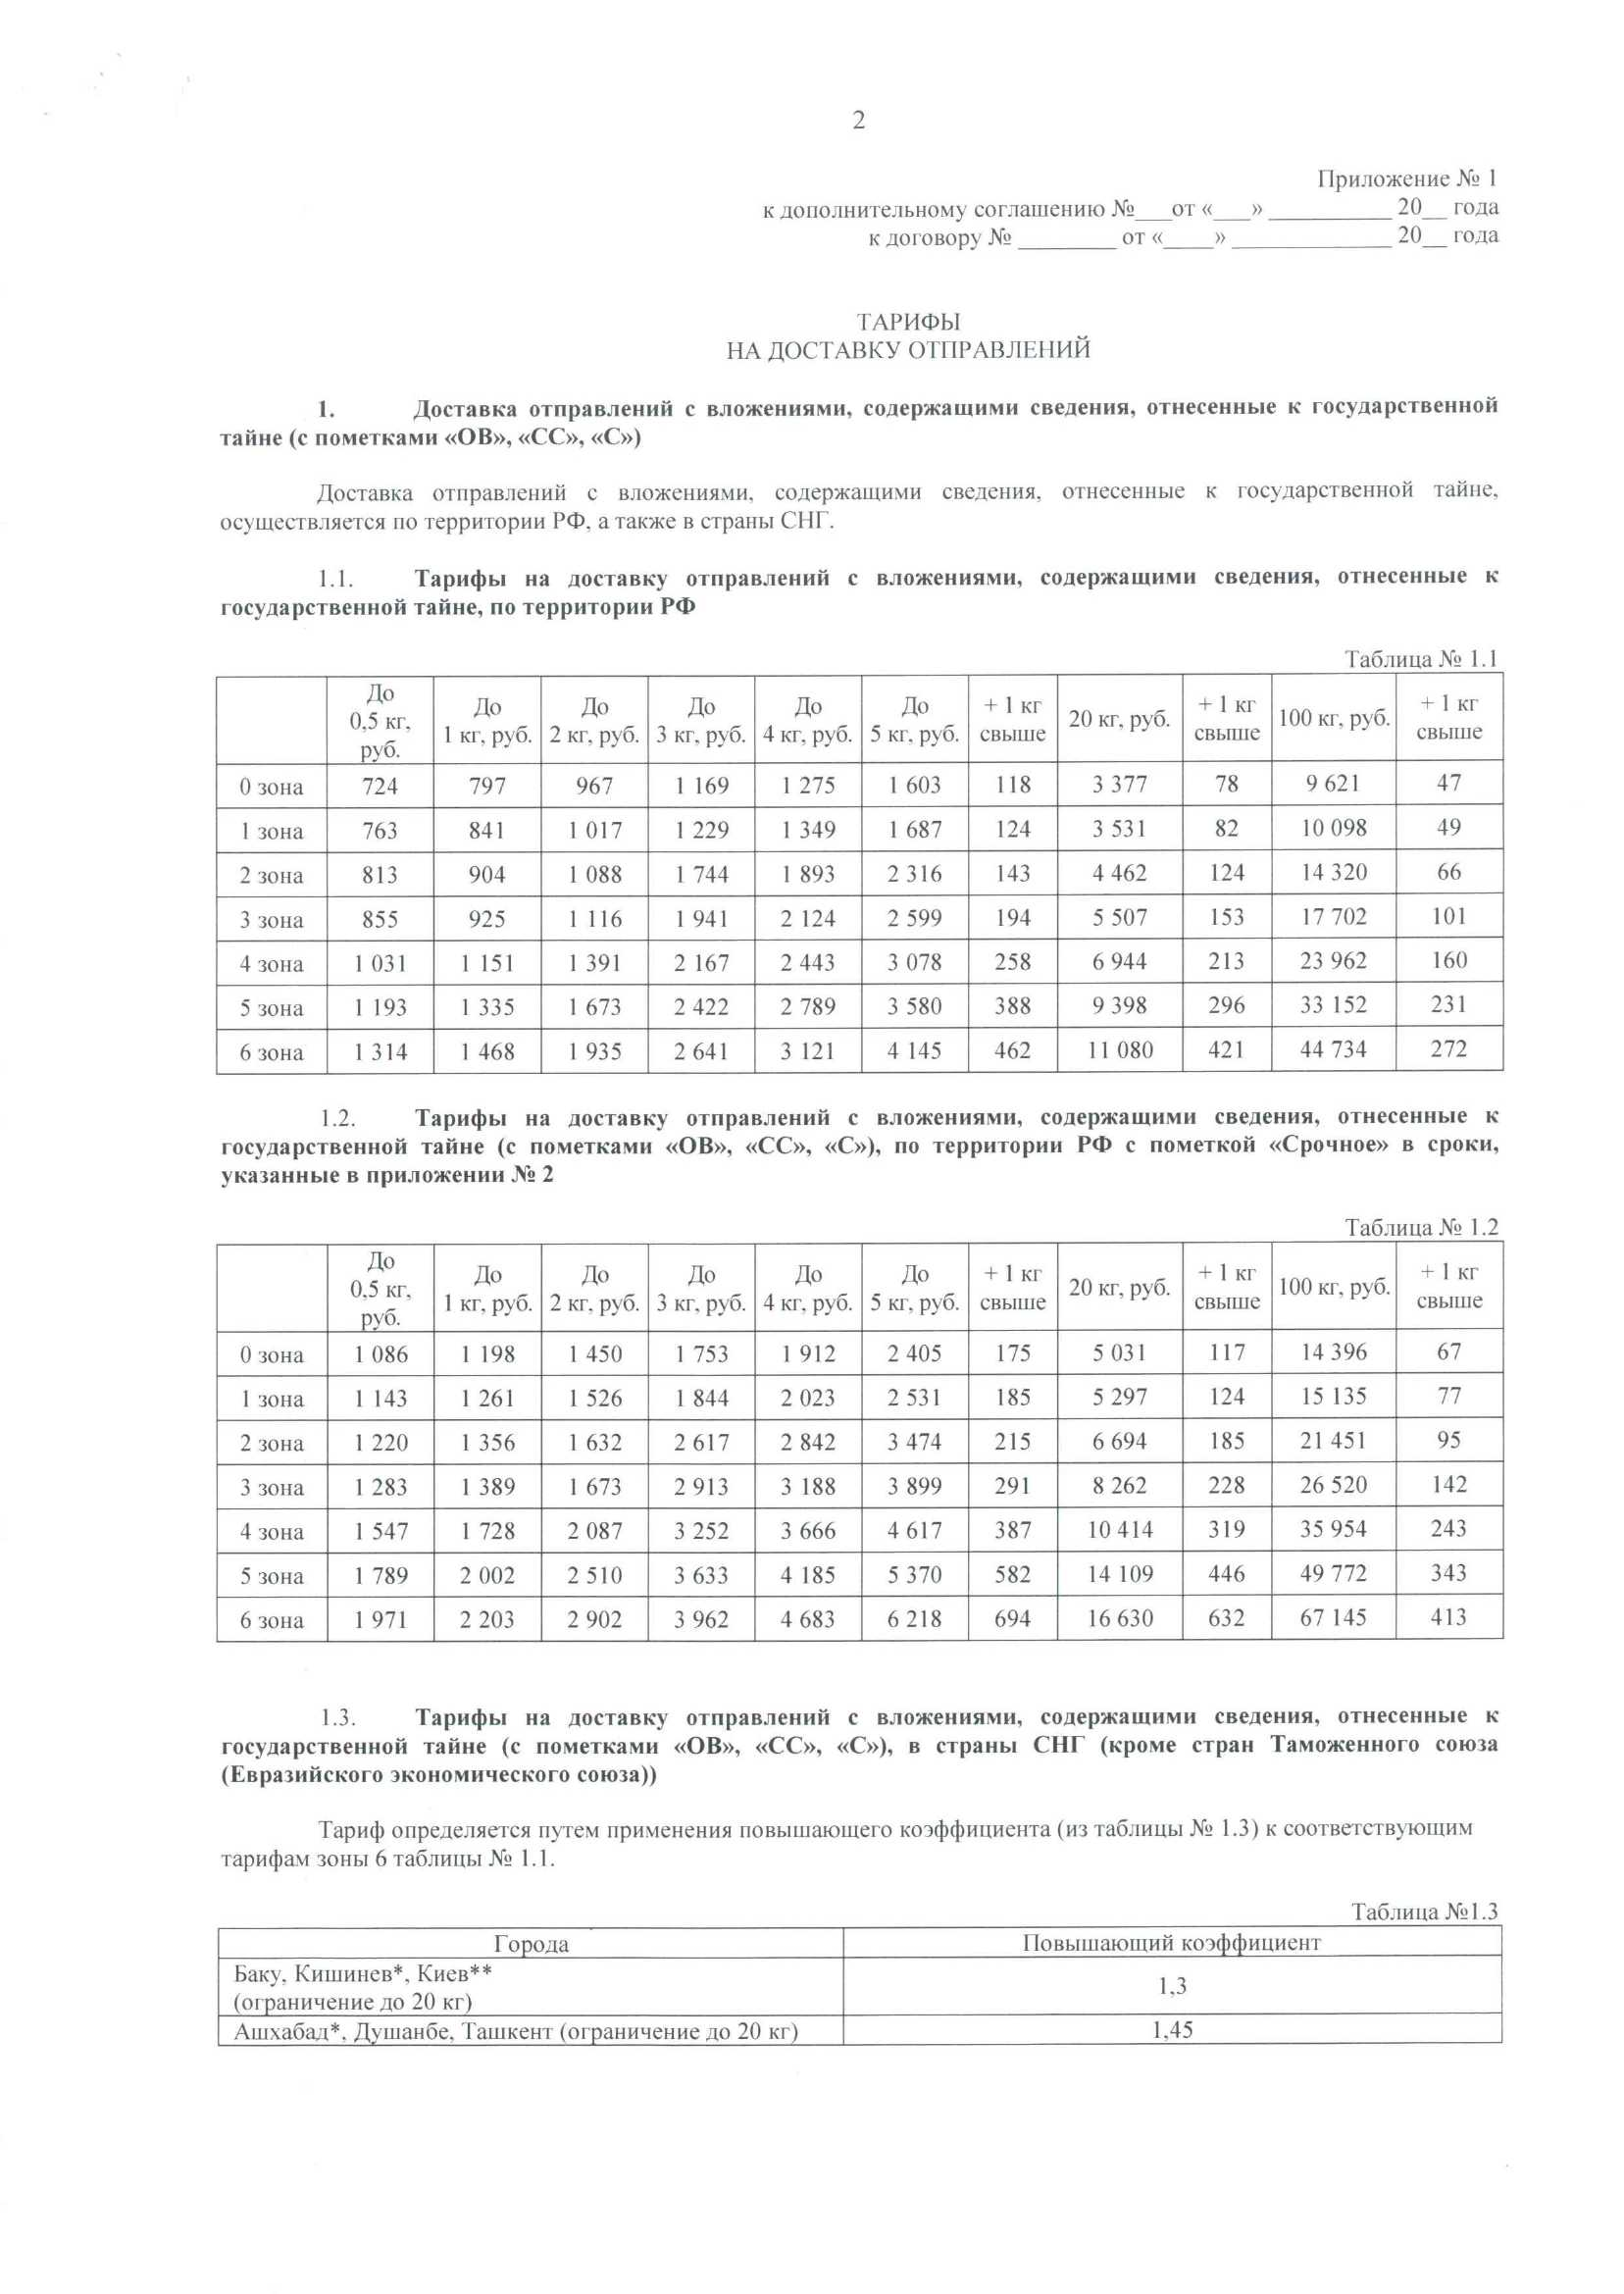 2
Приложение № 1
к дополнительному соглашению №___от «___» __________ 20__ года
к договору № ________ от «____» _____________ 20__ года
ТАРИФЫ
НА ДОСТАВКУ ОТПРАВЛЕНИЙ
1. Доставка отправлений с вложениями, содержащими сведения, отнесенные к государственной
тайне (с пометками «ОВ», «СС», «С»)
Доставка отправлений с вложениями, содержащими сведения, отнесенные к государственной тайне,
осуществляется по территории РФ, а также в страны СНГ.
1.1. Тарифы на доставку отправлений с вложениями, содержащими сведения, отнесенные к
государственной тайне, по территории РФ
Таблица № 1.1
До 0,5 кг, руб. До 1 кг, руб. До 2 кг, руб. До 3 кг, руб. До 4 кг, руб. До 5 кг, руб. + 1 кг свыше 20 кг, руб. + 1 кг свыше 100 кг, руб. + 1 кг свыше
0 зона 724 797 967 1 169 1 275 1 603 118 3 377 78 9 621 47
1 зона 763 841 1 017 1 229 1 349 1 687 124 3 531 82 10 098 49
2 зона 813 904 1 088 1 744 1 893 2 316 143 4 462 124 14 320 66
3 зона 855 925 1 116 1 941 2 124 2 599 194 5 507 153 17 702 101
4 зона 1 031 1 151 1 391 2 167 2 443 3 078 258 6 944 213 23 962 160
5 зона 1 193 1 335 1 673 2 422 2 789 3 580 388 9 398 296 33 152 231
6 зона 1 314 1 468 1 935 2 641 3 121 4 145 462 11 080 421 44 734 272
1.2. Тарифы на доставку отправлений с вложениями, содержащими сведения, отнесенные к
государственной тайне (с пометками «ОВ», «СС», «С»), по территории РФ с пометкой «Срочное» в сроки,
указанные в приложении № 2
Таблица № 1.2
До 0,5 кг, руб. До 1 кг, руб. До 2 кг, руб. До 3 кг, руб. До 4 кг, руб. До 5 кг, руб. + 1 кг свыше 20 кг, руб. + 1 кг свыше 100 кг, руб. + 1 кг свыше
0 зона 1 086 1 198 1 450 1 753 1 912 2 405 175 5 031 117 14 396 67
1 зона 1 143 1 261 1 526 1 844 2 023 2 531 185 5 297 124 15 135 77
2 зона 1 220 1 356 1 632 2 617 2 842 3 474 215 6 694 185 21 451 95
3 зона 1 283 1 389 1 673 2 913 3 188 3 899 291 8 262 228 26 520 142
4 зона 1 547 1 728 2 087 3 252 3 666 4 617 387 10 414 319 35 954 243
5 зона 1 789 2 002 2 510 3 633 4 185 5 370 582 14 109 446 49 772 343
6 зона 1 971 2 203 2 902 3 962 4 683 6 218 694 16 630 632 67 145 413
1.3. Тарифы на доставку отправлений с вложениями, содержащими сведения, отнесенные к
государственной тайне (с пометками «ОВ», «СС», «С»), в страны СНГ (кроме стран Таможенного союза
(Евразийского экономического союза))
Тариф определяется путем применения повышающего коэффициента (из таблицы № 1.3) к соответствующим
тарифам зоны 6 таблицы № 1.1.
Таблица №1.3
Города Повышающий коэффициент
Баку, Кишинев*, Киев**
(ограничение до 20 кг) 1,3
Ашхабад*, Душанбе, Ташкент (ограничение до 20 кг) 1,45